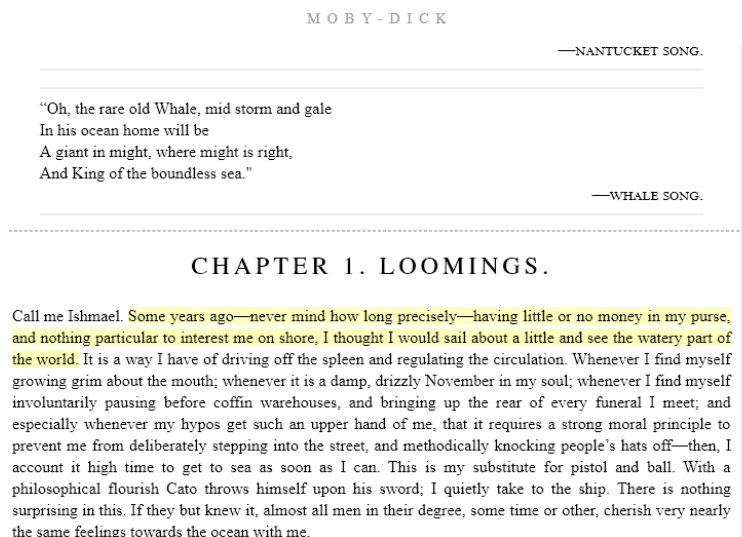 MOBY-DICK
—NANTUCKET SONG.
“Oh, the rare old Whale, mid storm and gale
In his ocean home will be
A giant in might, where might is right,
And King of the boundless sea.”
—WHALE SONG.
CHAPTER 1. LOOMINGS.
Call me Ishmael. Some years ago—never mind how long precisely—having little or no money in my purse,
and nothing particular to interest me on shore, I thought I would sail about a little and see the watery part of
the world. It is a way I have of driving off the spleen and regulating the circulation. Whenever I find myself
growing grim about the mouth; whenever it is a damp, drizzly November in my soul; whenever I find myself
involuntarily pausing before coffin warehouses, and bringing up the rear of every funeral I meet; and
especially whenever my hypos get such an upper hand of me, that it requires a strong moral principle to
prevent me from deliberately stepping into the street, and methodically knocking people’s hats off—then, I
account it high time to get to sea as soon as I can. This is my substitute for pistol and ball. With a
philosophical flourish Cato throws himself upon his sword; I quietly take to the ship. There is nothing
surprising in this. If they but knew it, almost all men in their degree, some time or other, cherish very nearly
the same feelings towards the ocean with me.